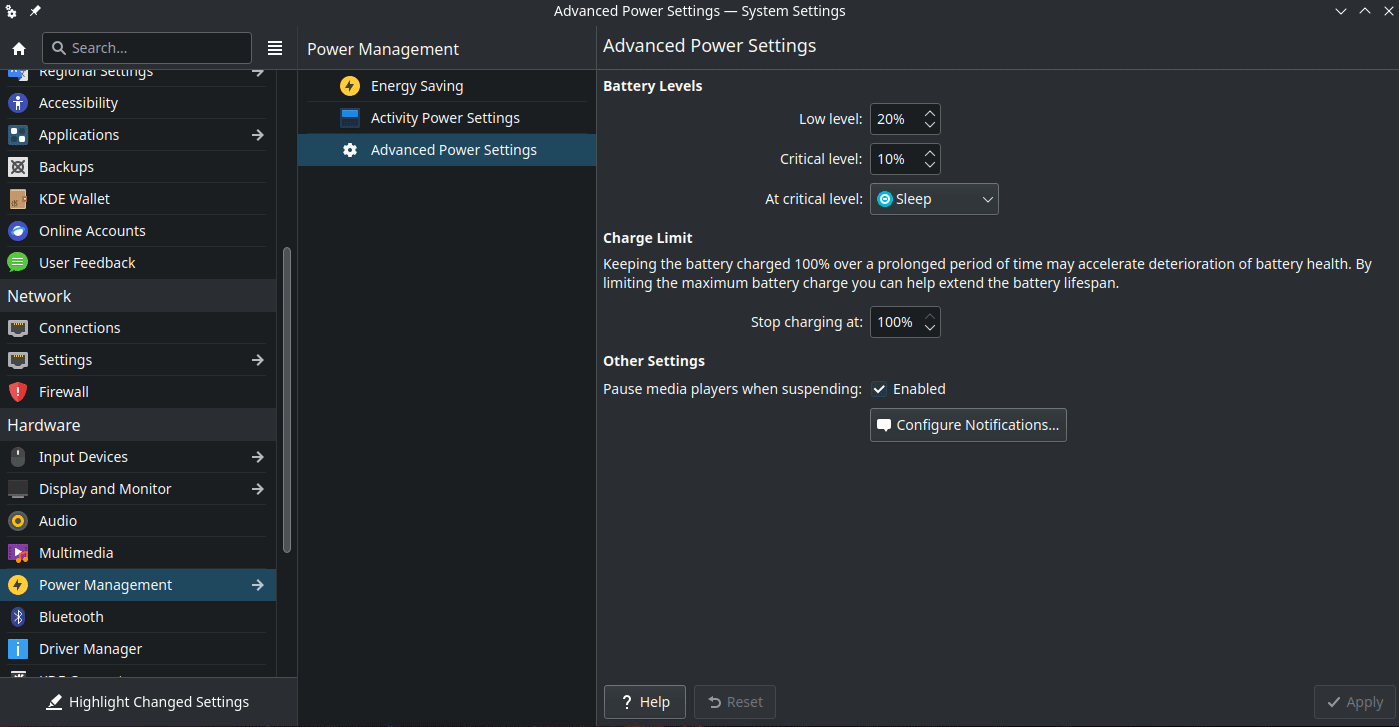 Advanced Power Settings — System Settings
Search...
Regional Settings
Accessibility
Applications
Backups
KDE Wallet
Online Accounts
User Feedback
Network
Connections
Settings
Firewall
Hardware
Input Devices
Display and Monitor
Audio
Multimedia
Power Management
Bluetooth
Driver Manager
Highlight Changed Settings
Power Management
Energy Saving
Activity Power Settings
Advanced Power Settings
Advanced Power Settings
Battery Levels
Low level: 20%
Critical level: 10%
At critical level: Sleep
Charge Limit
Keeping the battery charged 100% over a prolonged period of time may accelerate deterioration of battery health. By
limiting the maximum battery charge you can help extend the battery lifespan.
Stop charging at: 100%
Other Settings
Pause media players when suspending: Enabled
Configure Notifications...
Help
Reset
Apply